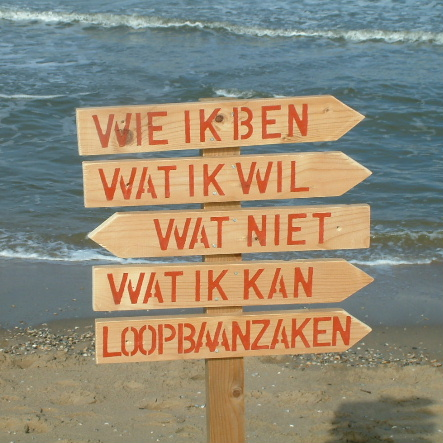 WIE IK BEN
WAT IK WIL
WAT NIET
WAT IK KAN
LOOPBAANZAKEN